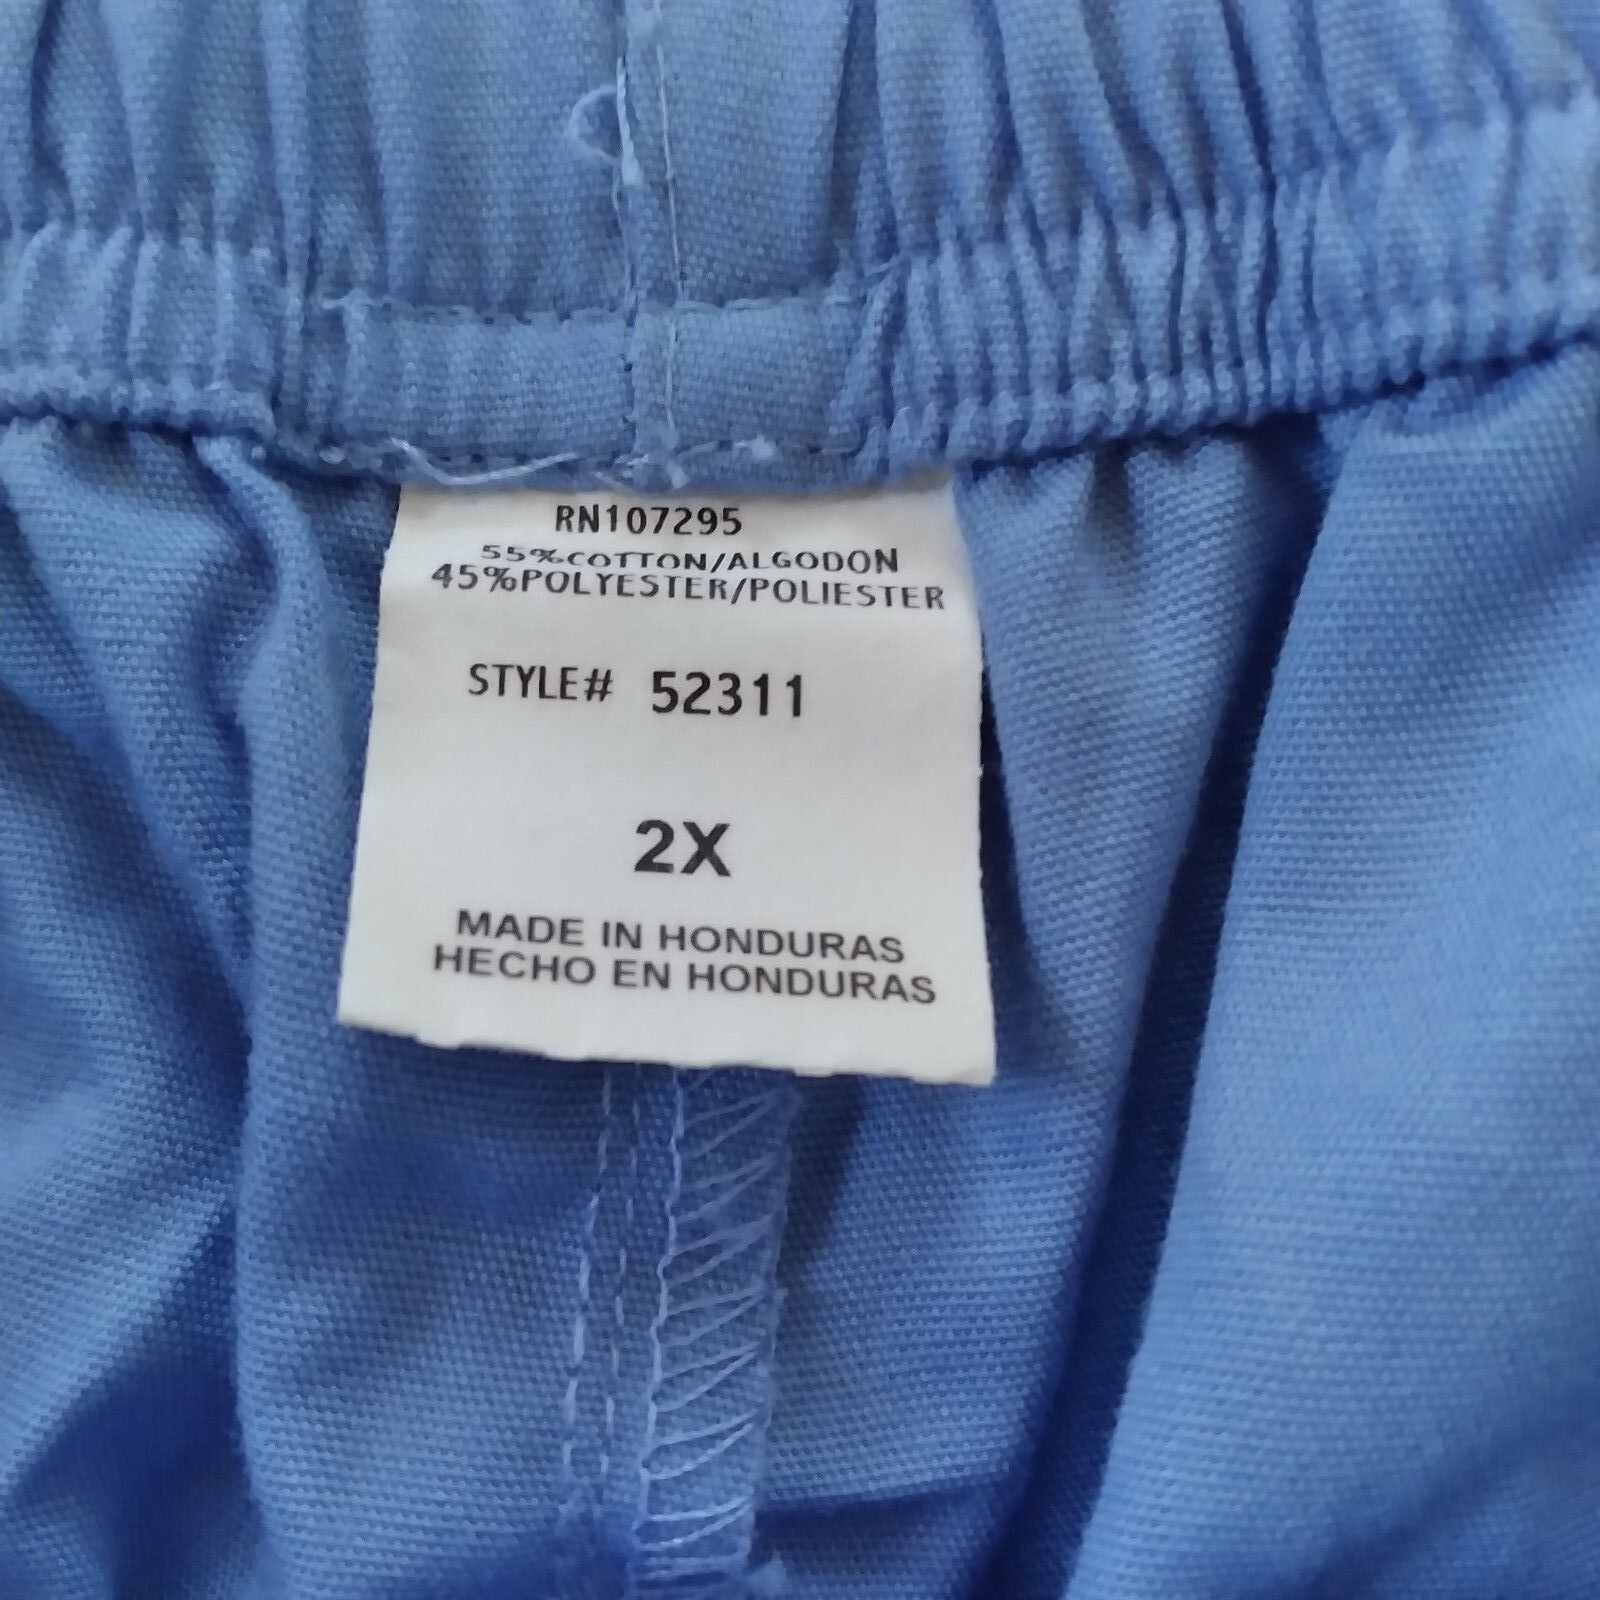 RN107295
55%COTTON/ALGODON
45%POLYESTER/POLIESTER
STYLE# 52311
2X
MADE IN HONDURAS
HECHO EN HONDURAS